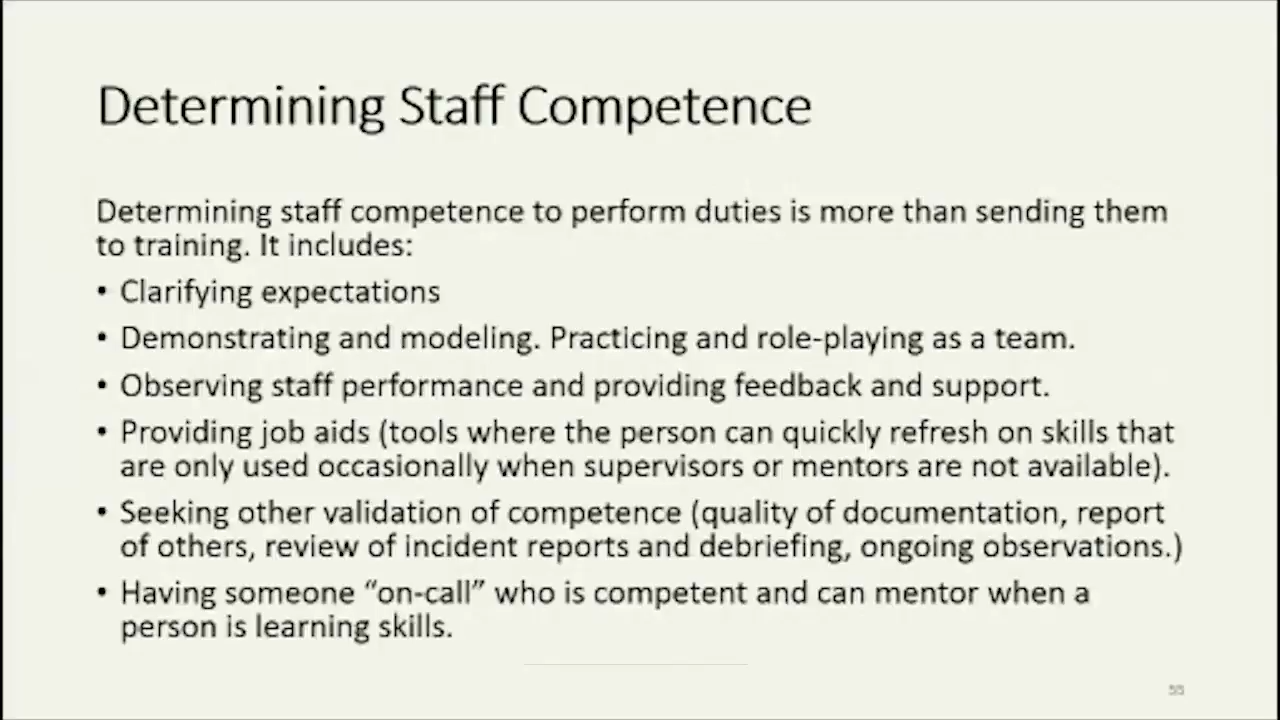 Determining Staff Competence
Determining staff competence to perform duties is more than sending them
to training. It includes:
• Clarifying expectations
• Demonstrating and modeling. Practicing and role-playing as a team.
• Observing staff performance and providing feedback and support.
• Providing job aids (tools where the person can quickly refresh on skills that
are only used occasionally when supervisors or mentors are not available).
• Seeking other validation of competence (quality of documentation, report
of others, review of incident reports and debriefing, ongoing observations.)
• Having someone “on-call” who is competent and can mentor when a
person is learning skills.